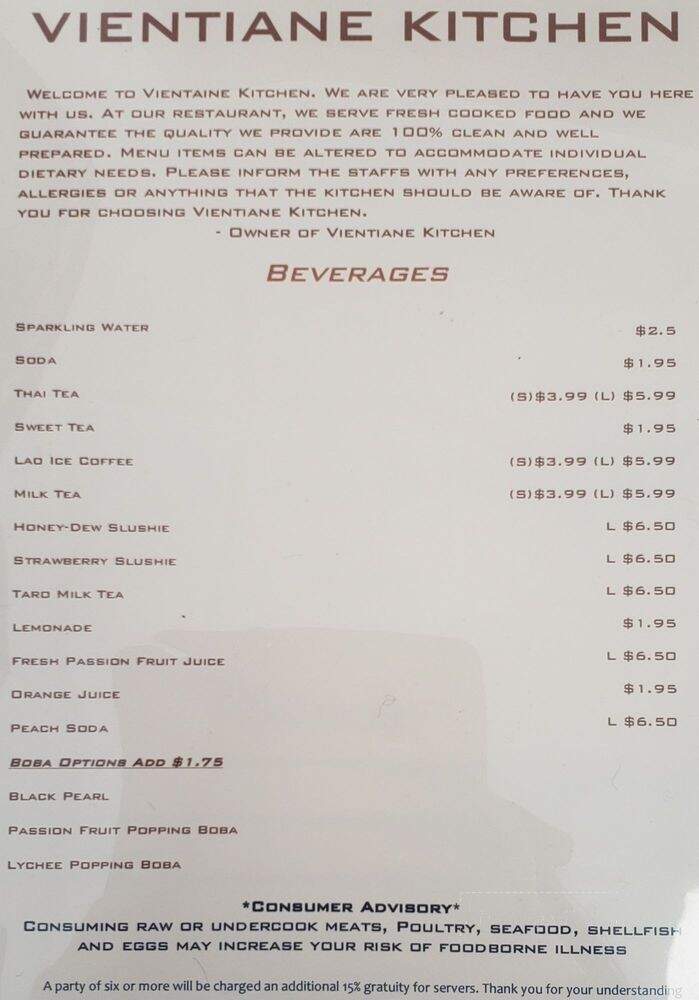 VIENTIANE KITCHEN
WELCOME TO VIENTAINE KITCHEN. WE ARE VERY PLEASED TO HAVE YOU HERE
WITH US. AT OUR RESTAURANT, WE SERVE FRESH COOKED FOOD AND WE
GUARANTEE THE QUALITY WE PROVIDE ARE 100% CLEAN AND WELL
PREPARED. MENU ITEMS CAN BE ALTERED TO ACCOMMODATE INDIVIDUAL
DIETARY NEEDS. PLEASE INFORM THE STAFFS WITH ANY PREFERENCES,
ALLERGIES OR ANYTHING THAT THE KITCHEN SHOULD BE AWARE OF. THANK
YOU FOR CHOOSING VIENTIANE KITCHEN.
- OWNER OF VIENTIANE KITCHEN
BEVERAGES
SPARKLING WATER $2.5
SODA $1.95
THAI TEA (S)$3.99 (L) $5.99
SWEET TEA $1.95
LAO ICE COFFEE (S)$3.99 (L) $5.99
MILK TEA (S)$3.99 (L) $5.99
HONEY-DEW SLUSHIE L $6.50
STRAWBERRY SLUSHIE L $6.50
TARO MILK TEA L $6.50
LEMONADE $1.95
FRESH PASSION FRUIT JUICE L $6.50
ORANGE JUICE $1.95
PEACH SODA L $6.50
BOBA OPTIONS ADD $1.75
BLACK PEARL
PASSION FRUIT POPPING BOBA
LYCHEE POPPING BOBA
*CONSUMER ADVISORY*
CONSUMING RAW OR UNDERCOOK MEATS, POULTRY, SEAFOOD, SHELLFISH
AND EGGS MAY INCREASE YOUR RISK OF FOODBORNE ILLNESS
A party of six or more will be charged an additional 15% gratuity for servers. Thank you for your understanding